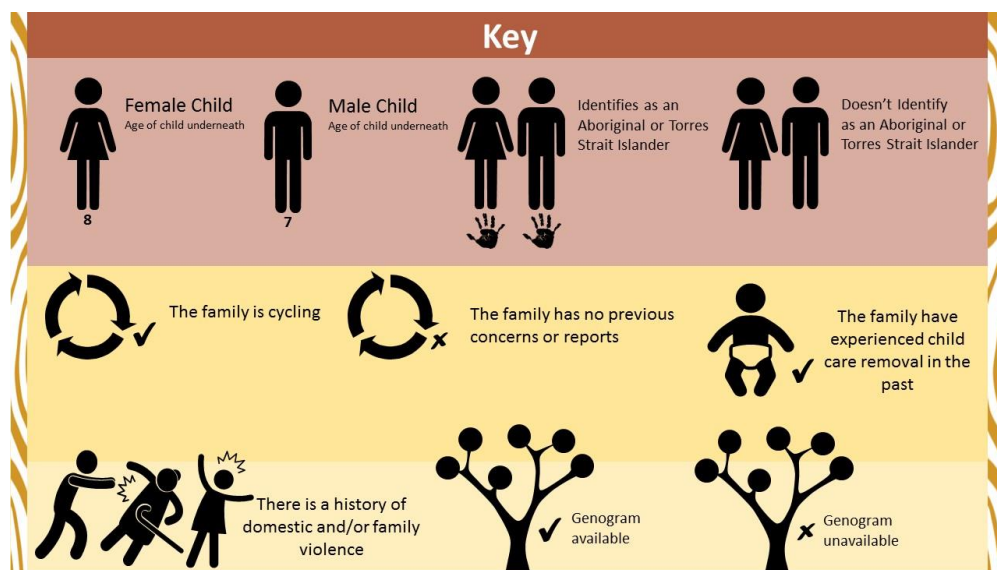 Key
Female Child
Age of child underneath
8
Male Child
Age of child underneath
7
Identifies as an
Aboriginal or Torres
Strait Islander
Doesn't Identify
as an Aboriginal or
Torres Strait Islander
The family is cycling
The family has no previous
concerns or reports
The family have
experienced child
care removal in the
past
There is a history of
domestic and/or family
violence
Genogram
available
Genogram
unavailable